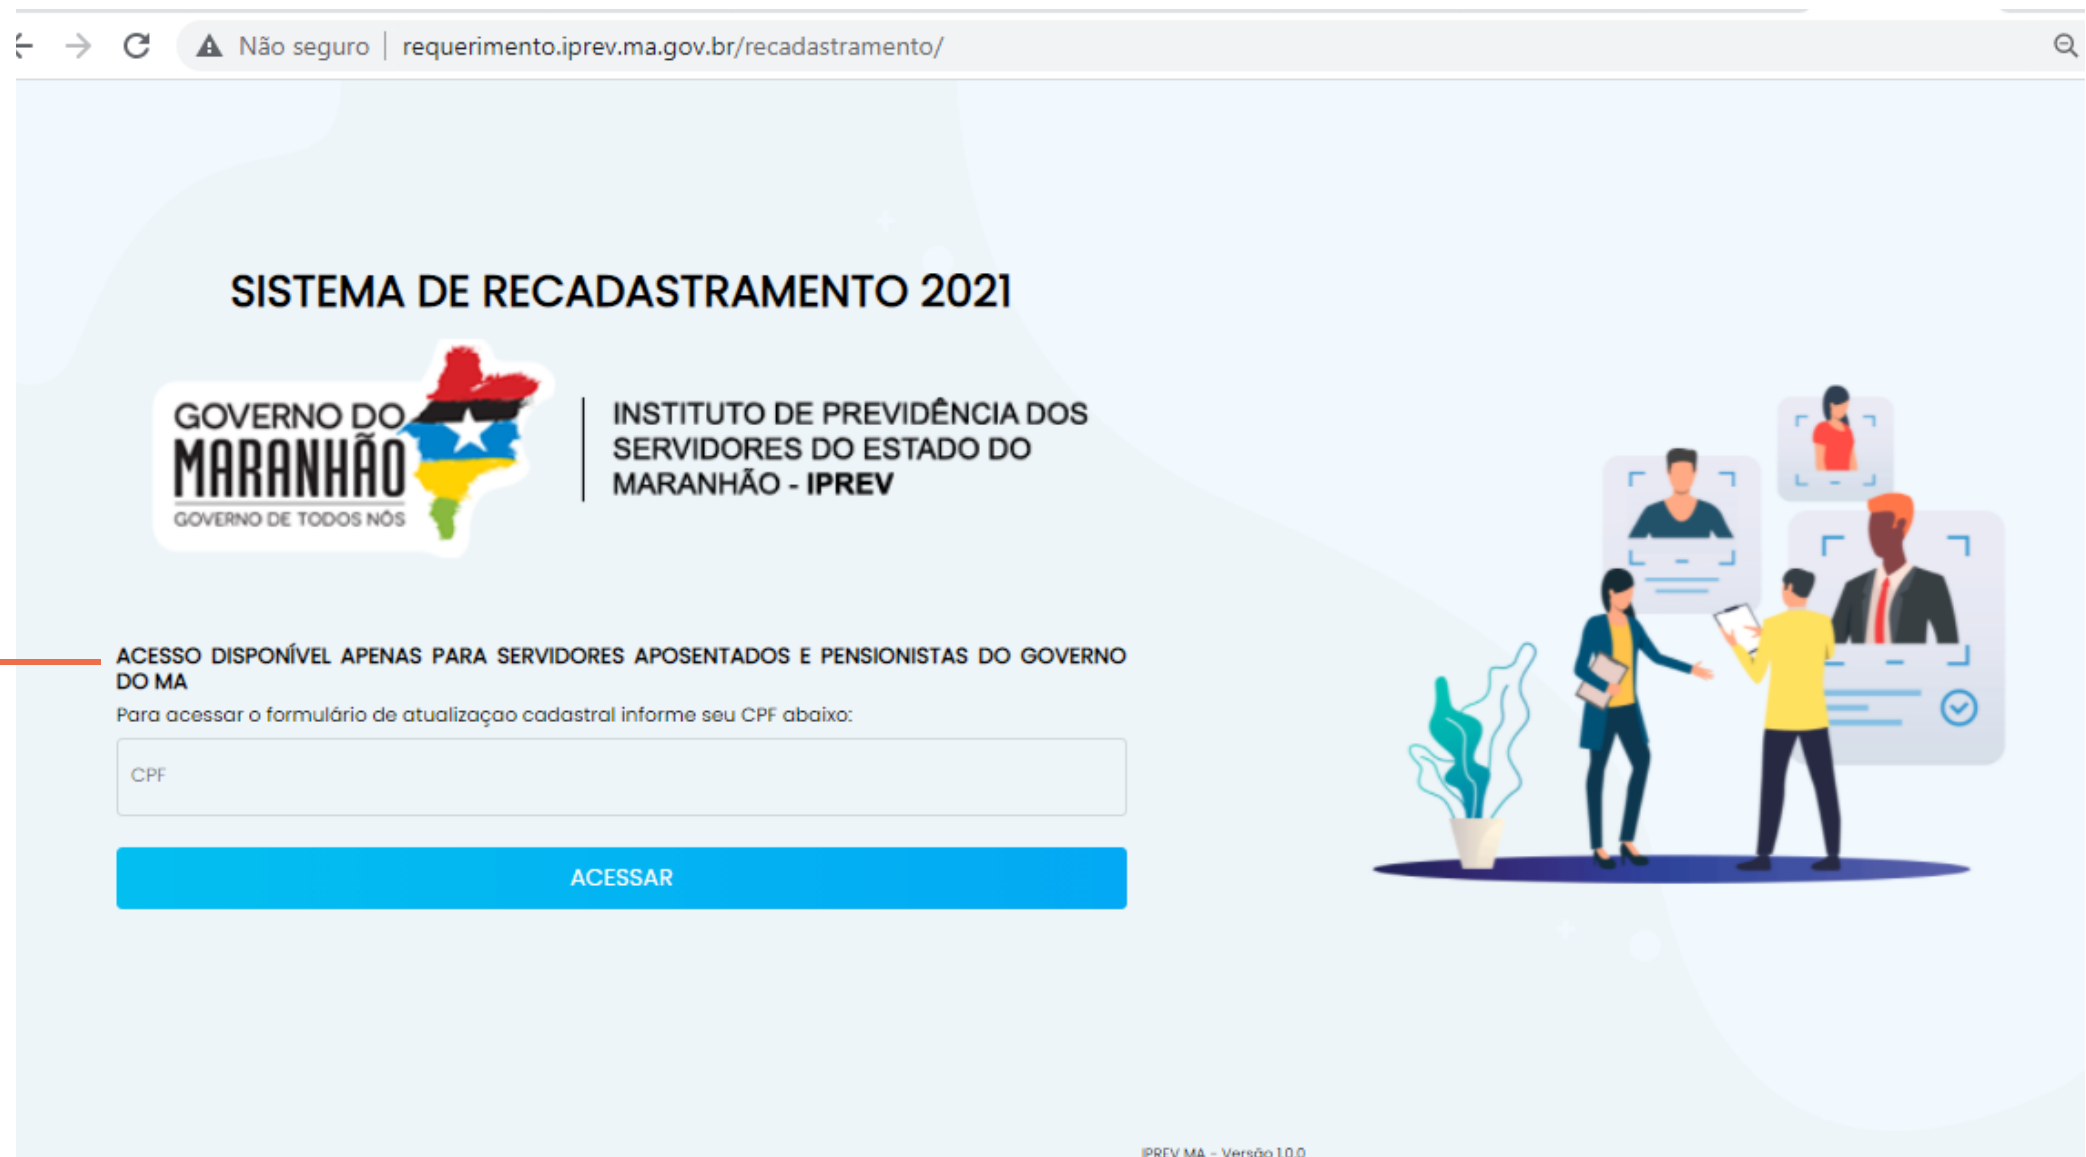 Não seguro | requerimento.iprev.ma.gov.br/recadastramento/
SISTEMA DE RECADASTRAMENTO 2021
GOVERNO DO
MARANHÃO
GOVERNO DE TODOS NÓS
INSTITUTO DE PREVIDÊNCIA DOS
SERVIDORES DO ESTADO DO
MARANHÃO - IPREV
ACESSO DISPONÍVEL APENAS PARA SERVIDORES APOSENTADOS E PENSIONISTAS DO GOVERNO
DO MA
Para acessar o formulário de atualizaçao cadastral informe seu CPF abaixo:
CPF
ACESSAR
IPREV MA - Versão 1.0.0